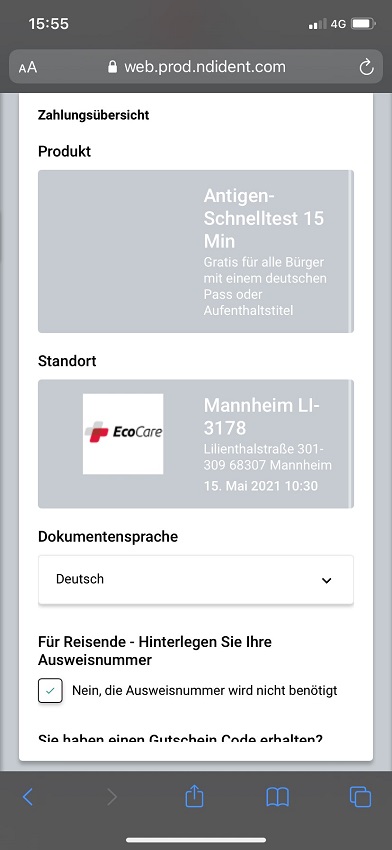 15:55
4G
AA web.prod.ndident.com
Zahlungsübersicht
Produkt
Antigen-
Schnelltest 15
Min
Gratis für alle Bürger
mit einem deutschen
Pass oder
Aufenthaltstitel
Standort
EcoCare
Mannheim LI-
3178
Lilienthalstraße 301-
309 68307 Mannheim
15. Mai 2021 10:30
Dokumentensprache
Deutsch
Für Reisende - Hinterlegen Sie Ihre
Ausweisnummer
Nein, die Ausweisnummer wird nicht benötigt
Sie haben einen Gutschein Code erhalten?